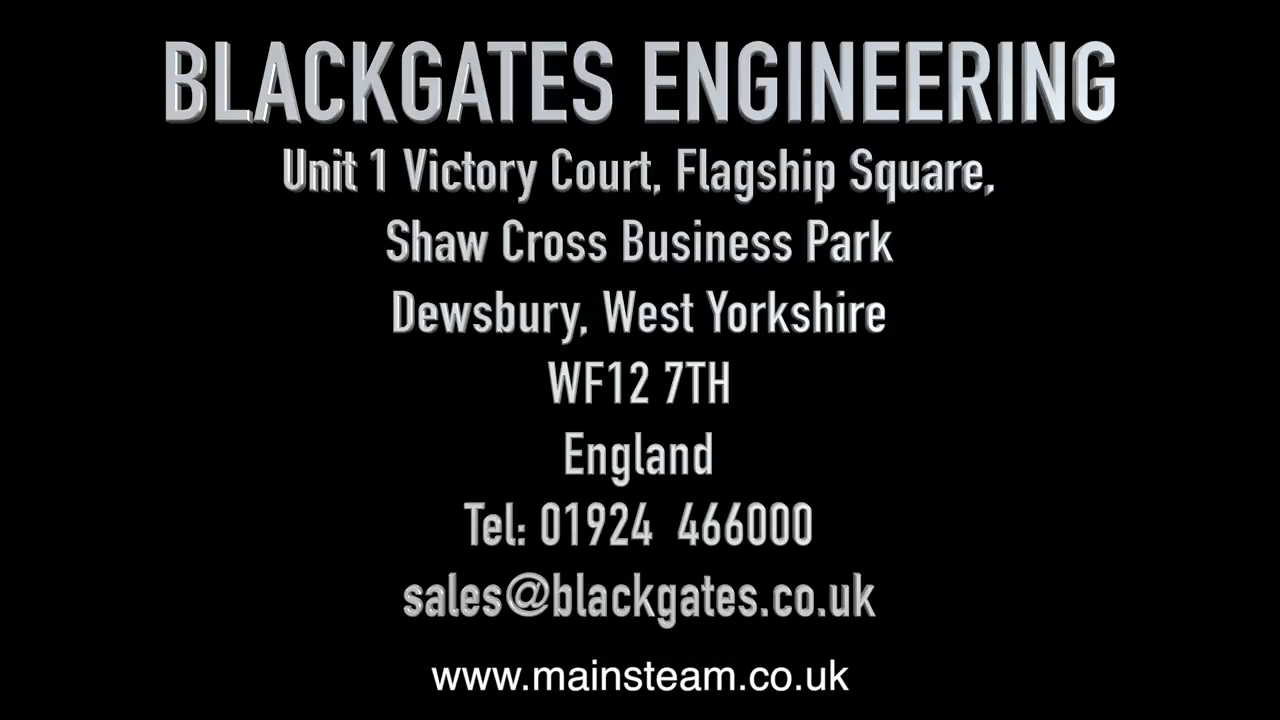 BLACKGATES ENGINEERING
Unit 1 Victory Court, Flagship Square,
Shaw Cross Business Park
Dewsbury, West Yorkshire
WF12 7TH
England
Tel: 01924  466000
sales@blackgates.co.uk
www.mainsteam.co.uk